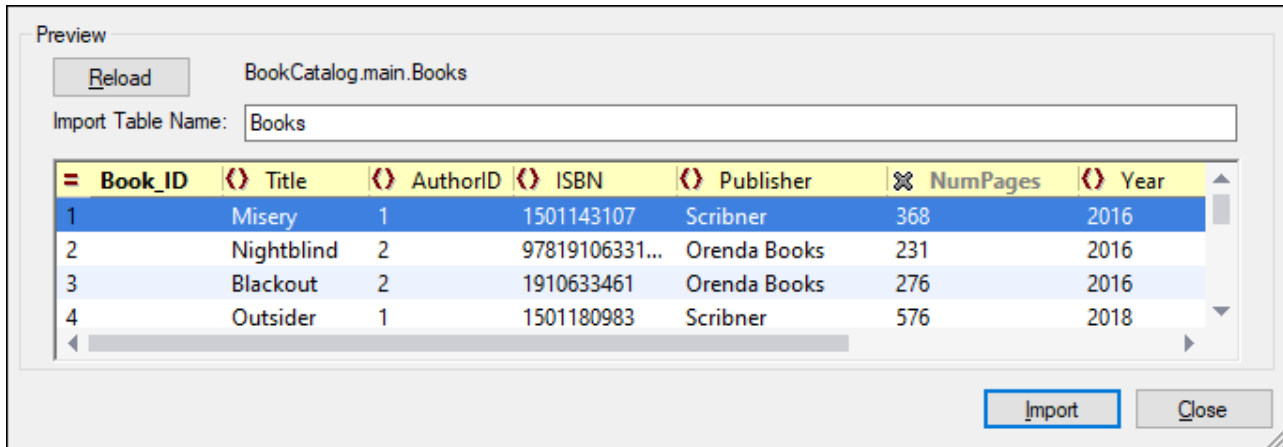 Preview
Reload BookCatalog.main.Books
Import Table Name: Books
= Book_ID <> Title <> AuthorID <> ISBN <> Publisher NumPages <> Year
1 Misery 1 1501143107 Scribner 368 2016
2 Nightblind 2 97819106331... Orenda Books 231 2016
3 Blackout 2 1910633461 Orenda Books 276 2016
4 Outsider 1 1501180983 Scribner 576 2018
Import Close